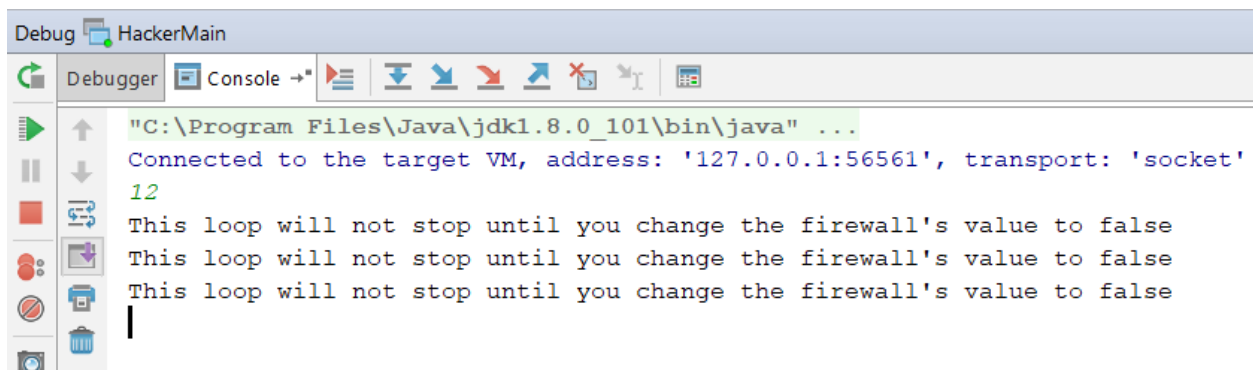 Debug HackerMain
Debugger Console
"C:\Program Files\Java\jdk1.8.0_101\bin\java" ...
Connected to the target VM, address: '127.0.0.1:56561', transport: 'socket'
12
This loop will not stop until you change the firewall's value to false
This loop will not stop until you change the firewall's value to false
This loop will not stop until you change the firewall's value to false